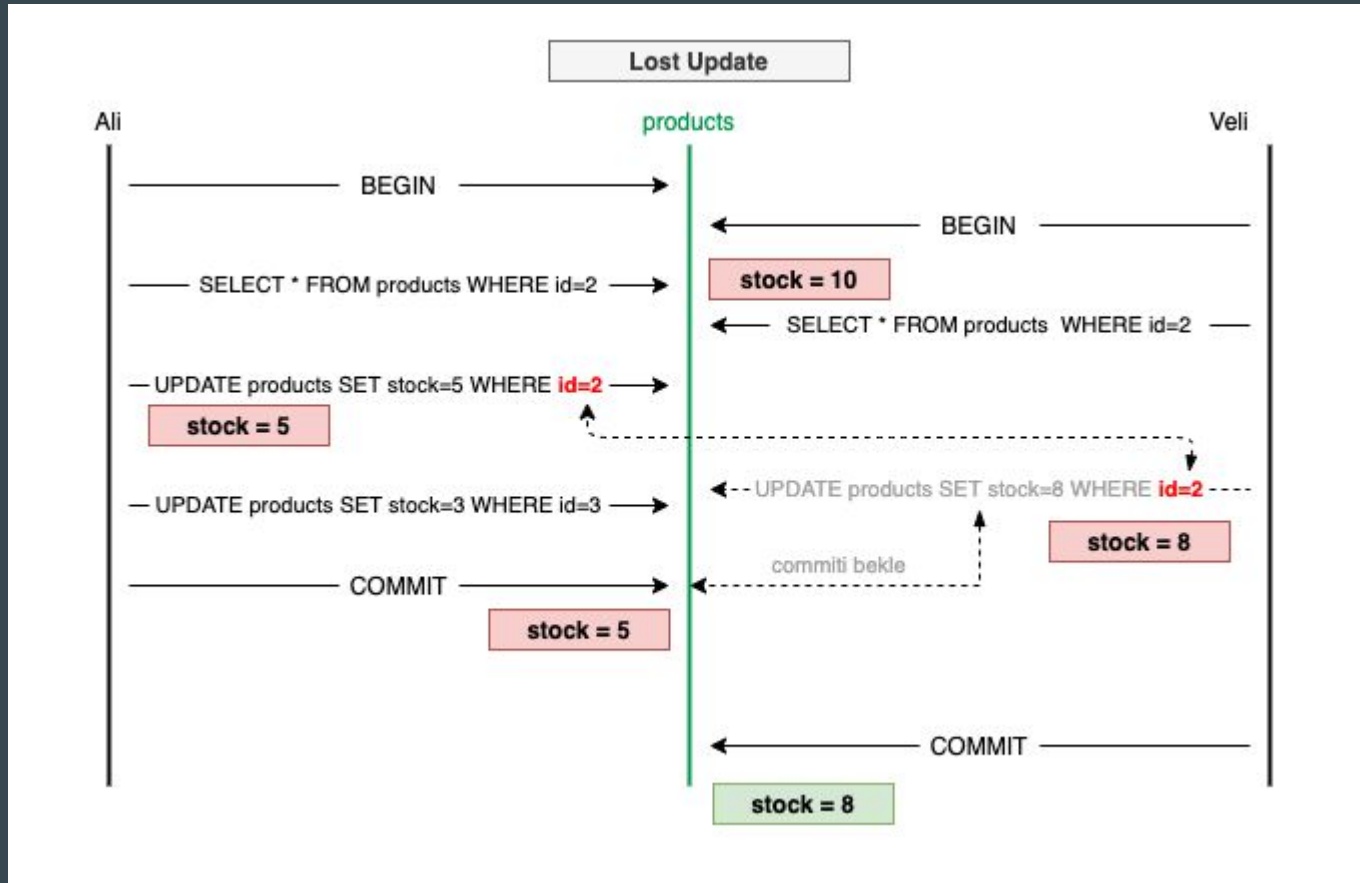 Lost Update
Ali
products
Veli
BEGIN
BEGIN
stock = 10
SELECT * FROM products WHERE id=2
SELECT * FROM products WHERE id=2
UPDATE products SET stock=5 WHERE id=2
stock = 5
UPDATE products SET stock=8 WHERE id=2
UPDATE products SET stock=3 WHERE id=3
stock = 8
commiti bekle
COMMIT
stock = 5
COMMIT
stock = 8